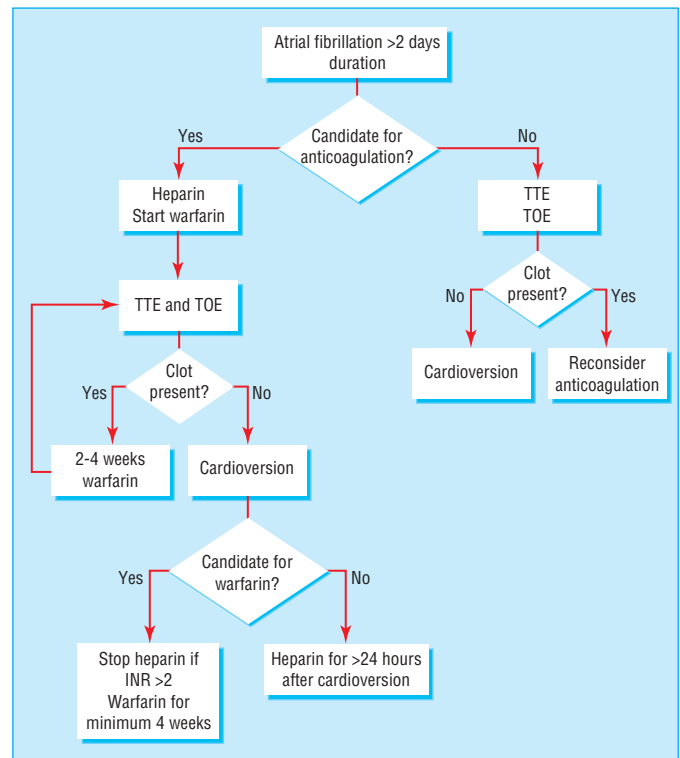 Atrial fibrillation >2 days
duration
Candidate for
anticoagulation?
Yes
No
Heparin
Start warfarin
TTE
TOE
TTE and TOE
Clot
present?
No
Yes
Cardioversion
Reconsider
anticoagulation
Clot
present?
Yes
No
2-4 weeks
warfarin
Cardioversion
Candidate for
warfarin?
Yes
No
Stop heparin if
INR >2
Warfarin for
minimum 4 weeks
Heparin for >24 hours
after cardioversion